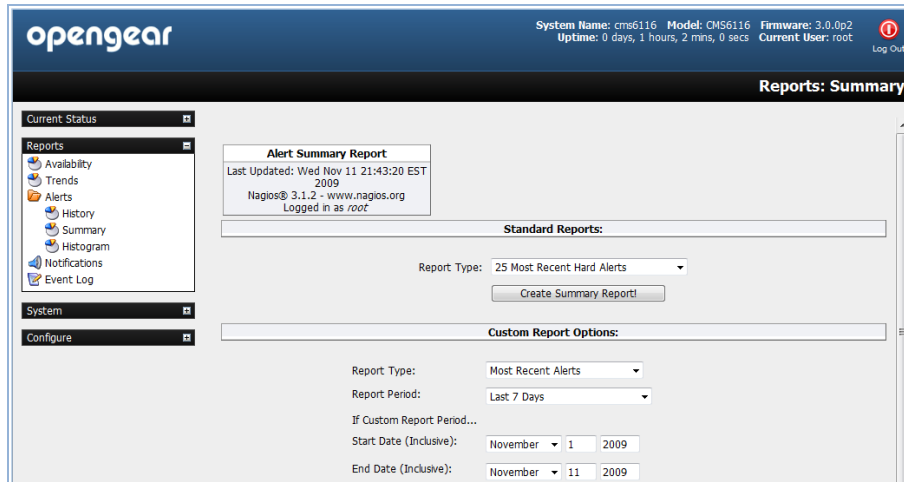 opengear
System Name: cms6116 Model: CMS6116 Firmware: 3.0.0p2
Uptime: 0 days, 1 hours, 2 mins, 0 secs Current User: root
Log Out
Reports: Summary
Current Status
Reports
Availability
Trends
Alerts
History
Summary
Histogram
Notifications
Event Log
System
Configure
Alert Summary Report
Last Updated: Wed Nov 11 21:43:20 EST
2009
Nagios® 3.1.2 - www.nagios.org
Logged in as root
Standard Reports:
Report Type: 25 Most Recent Hard Alerts
Create Summary Report!
Custom Report Options:
Report Type: Most Recent Alerts
Report Period: Last 7 Days
If Custom Report Period...
Start Date (Inclusive): November 1 2009
End Date (Inclusive): November 11 2009